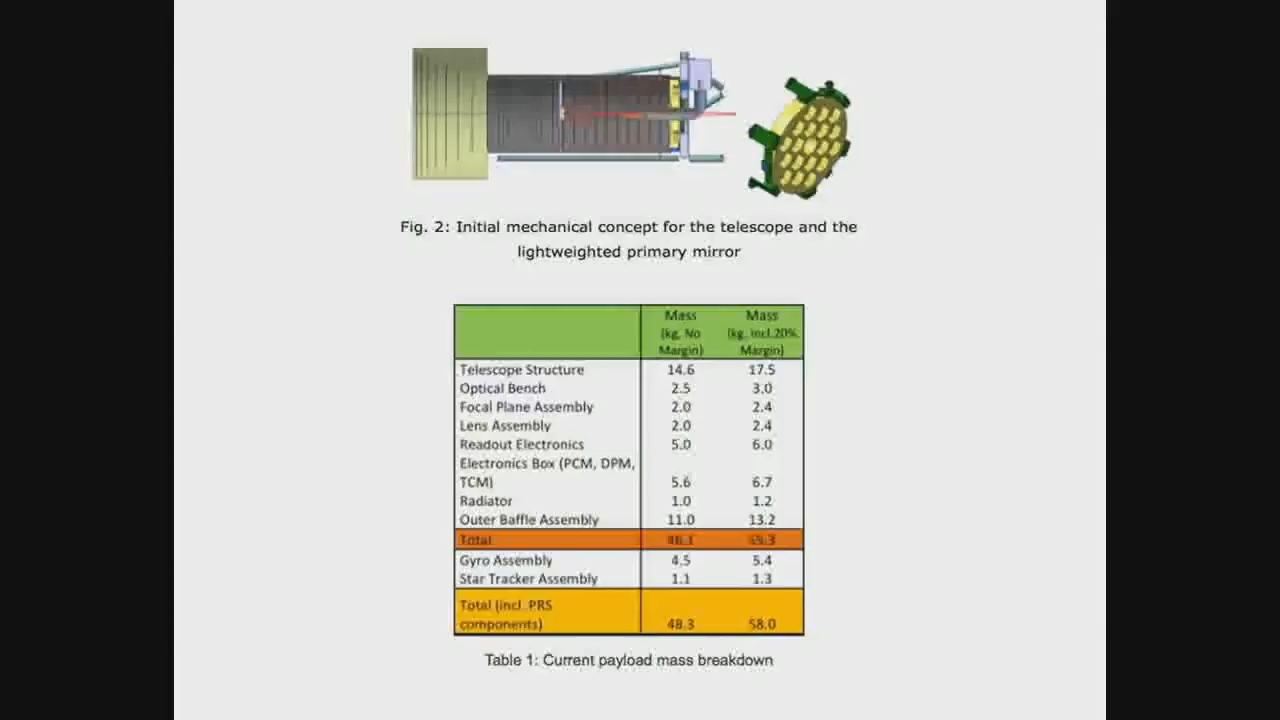 Fig. 2: Initial mechanical concept for the telescope and the
lightweighted primary mirror
Mass Mass
(kg, No (kg, incl.20%
Margin) Margin)
Telescope Structure 14.6 17.5
Optical Bench 2.5 3.0
Focal Plane Assembly 2.0 2.4
Lens Assembly 2.0 2.4
Readout Electronics 5.0 6.0
Electronics Box (PCM, DPM,
TCM) 5.6 6.7
Radiator 1.0 1.2
Outer Baffle Assembly 11.0 13.2
Total
Gyro Assembly 4.5 5.4
Star Tracker Assembly 1.1 1.3
Total (incl. PRS
components) 48.3 58.0
Table 1: Current payload mass breakdown